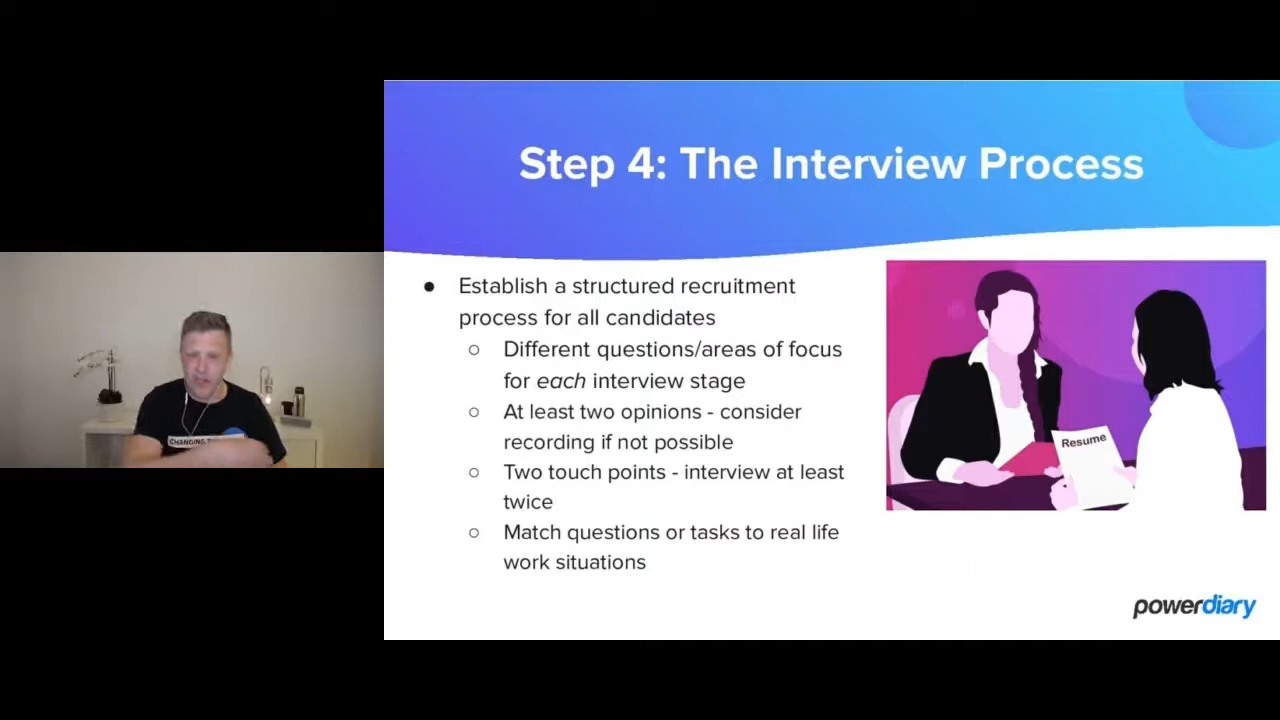 Step 4: The Interview Process
● Establish a structured recruitment
process for all candidates
○ Different questions/areas of focus
for each interview stage
○ At least two opinions - consider
recording if not possible
○ Two touch points - interview at least
twice
○ Match questions or tasks to real life
work situations
Resume
powerdiary
CHANGING